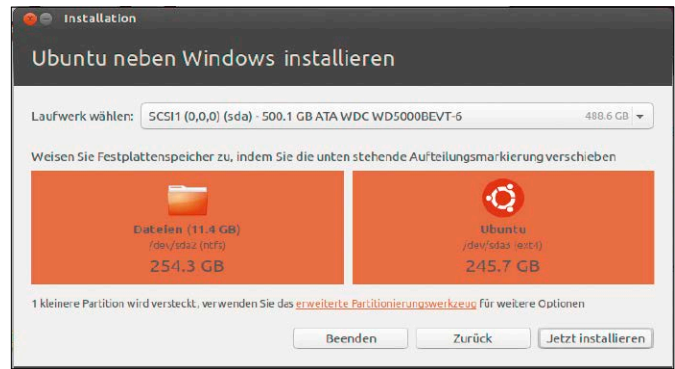 Installation
Ubuntu neben Windows installieren
Laufwerk wählen: SCSI1 (0,0,0) (sda) - 500.1 GB ATA WDC WD5000BEVT-6 488.6 GB
Weisen Sie Festplattenspeicher zu, indem Sie die unten stehende Aufteilungsmarkierung verschieben
Dateien (11.4 GB)
/dev/sda2 (ntfs)
254.3 GB
Ubuntu
/dev/sda3 (ext4)
245.7 GB
1 kleinere Partition wird versteckt, verwenden Sie das erweiterte Partitionierungswerkzeug für weitere Optionen
Beenden Zurück Jetzt installieren